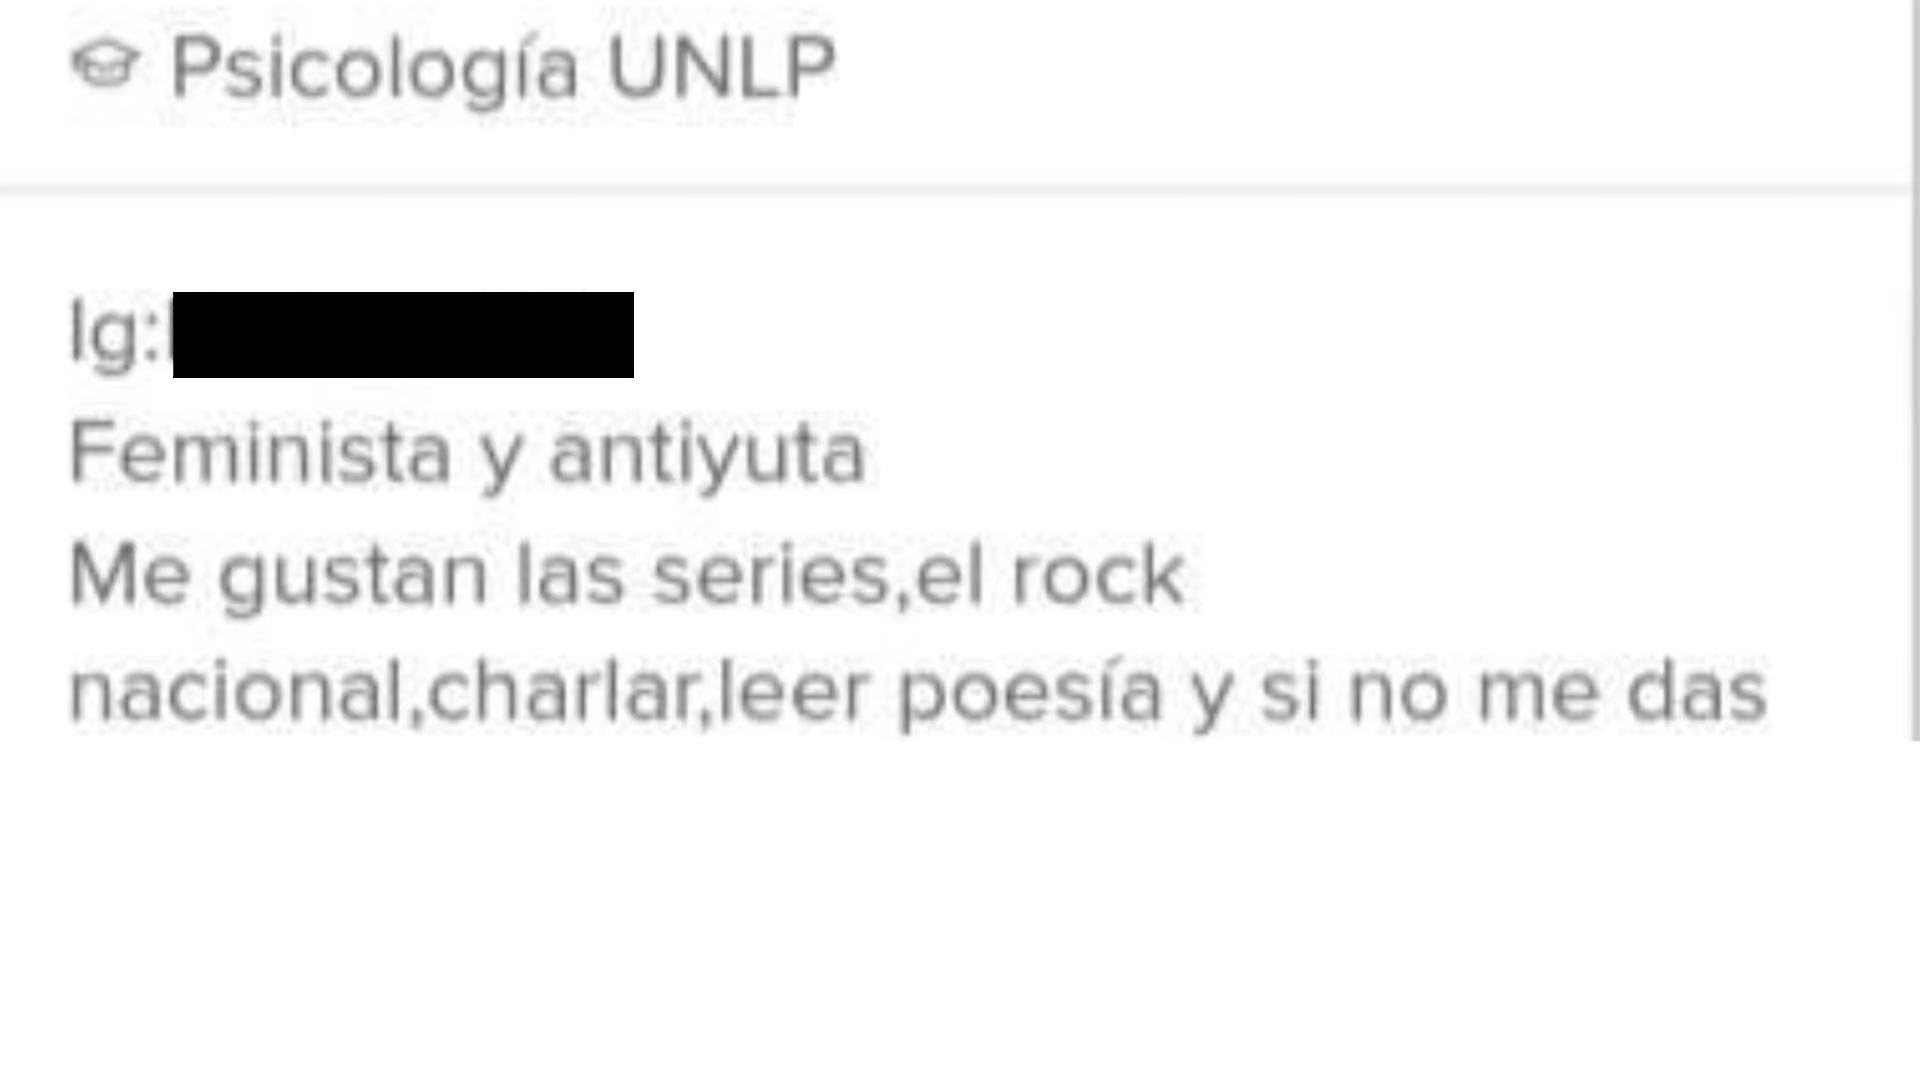 Psicología UNLP
Ig:
Feminista y antiyuta
Me gustan las series,el rock
nacional,charlar,leer poesía y si no me das